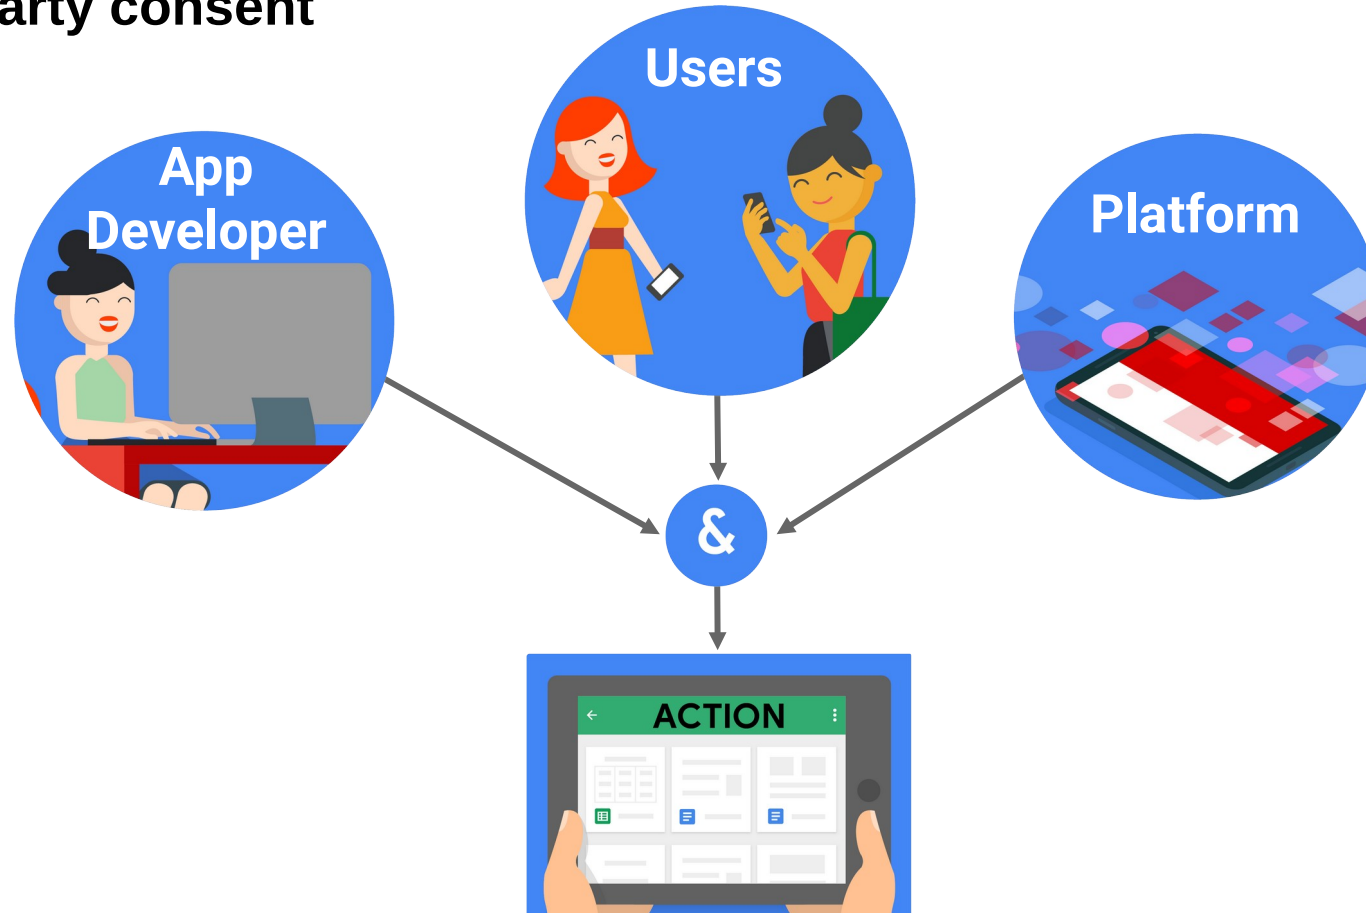 arty consent
Users
App
Developer
Platform
&
ACTION